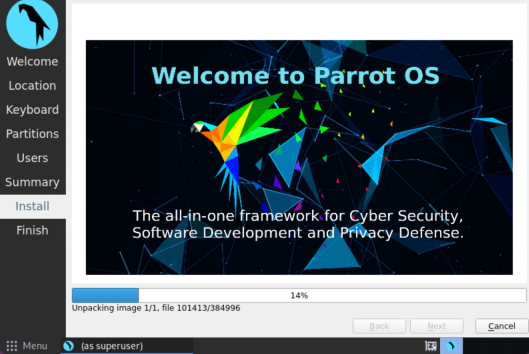 Welcome
Location
Keyboard
Partitions
Users
Summary
Install
Finish
Welcome to Parrot OS
The all-in-one framework for Cyber Security,
Software Development and Privacy Defense.
14%
Unpacking image 1/1, file 101413/384996
Back Next Cancel
Menu (as superuser)